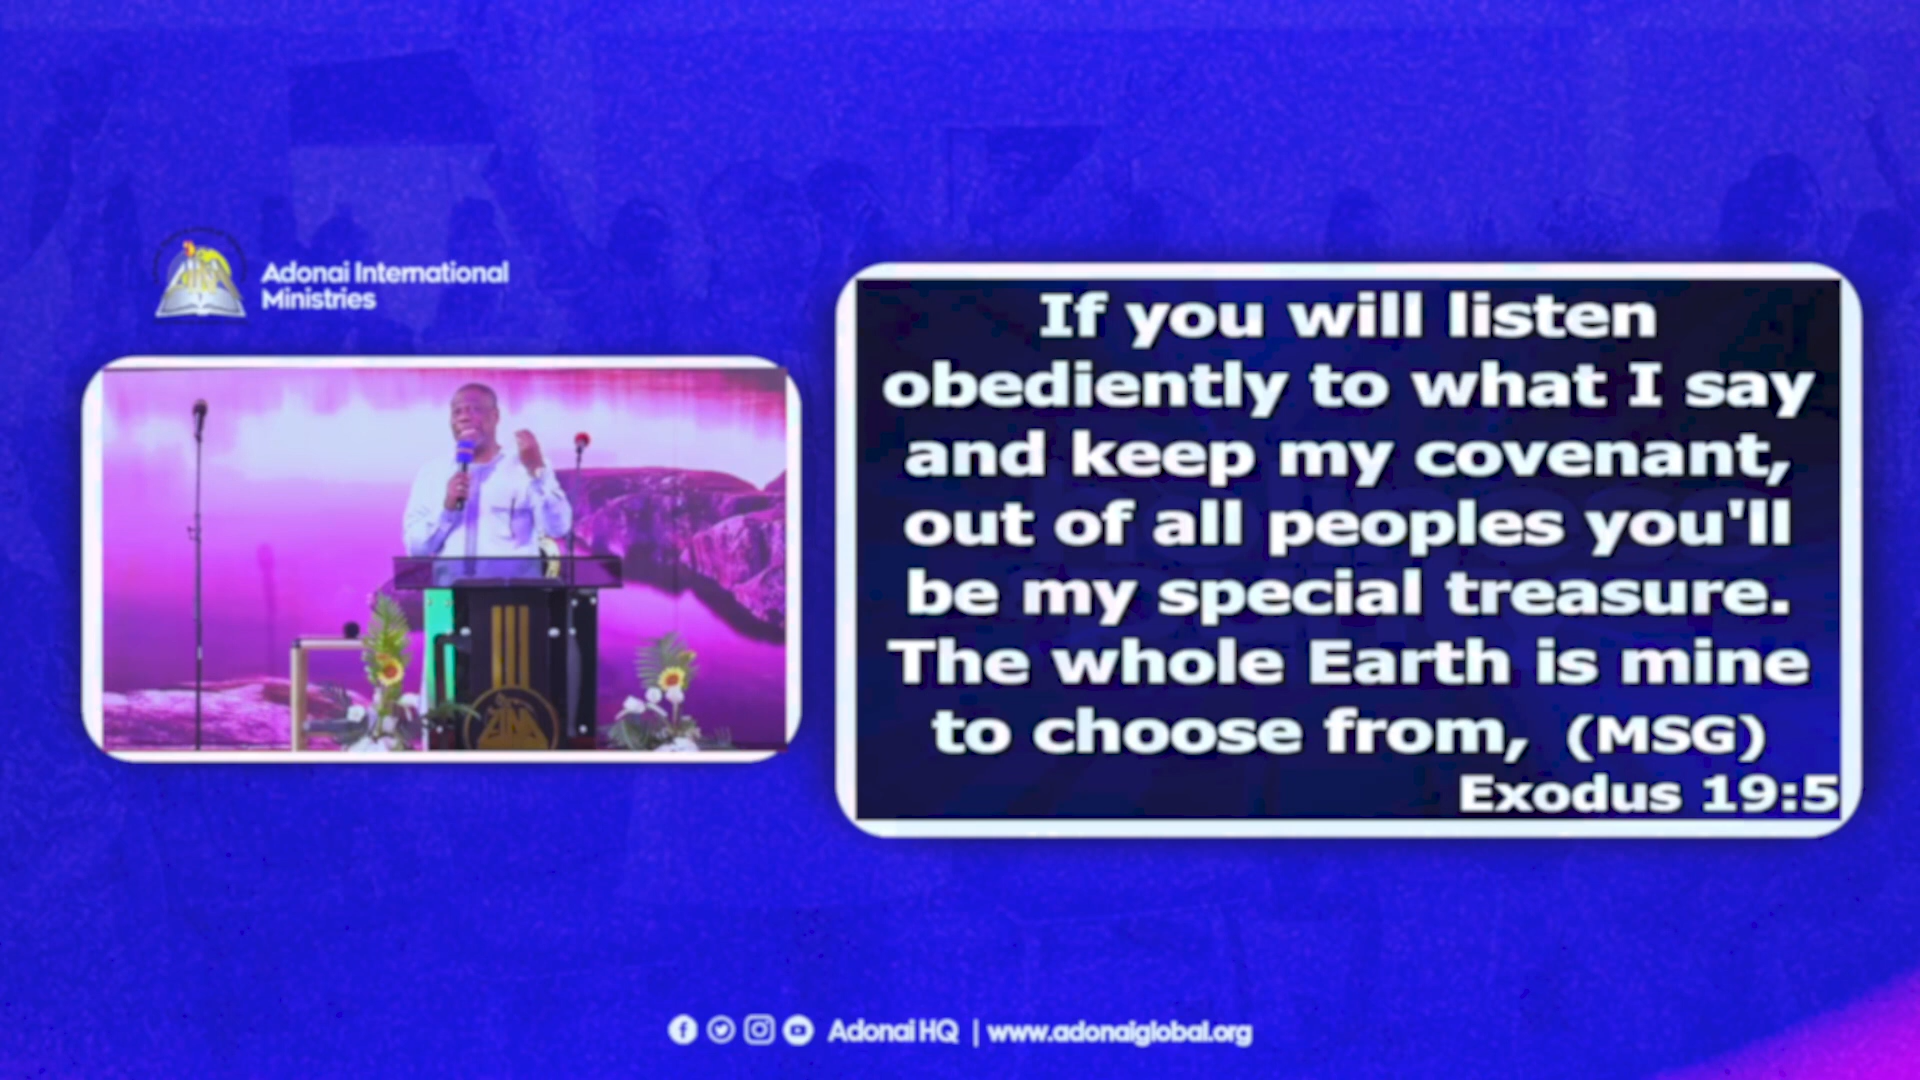 Adonai International
Ministries
If you will listen
obediently to what I say
and keep my covenant,
out of all peoples you'll
be my special treasure.
The whole Earth is mine
to choose from, (MSG)
Exodus 19:5
Adonai HQ | www.adonaiglobal.org